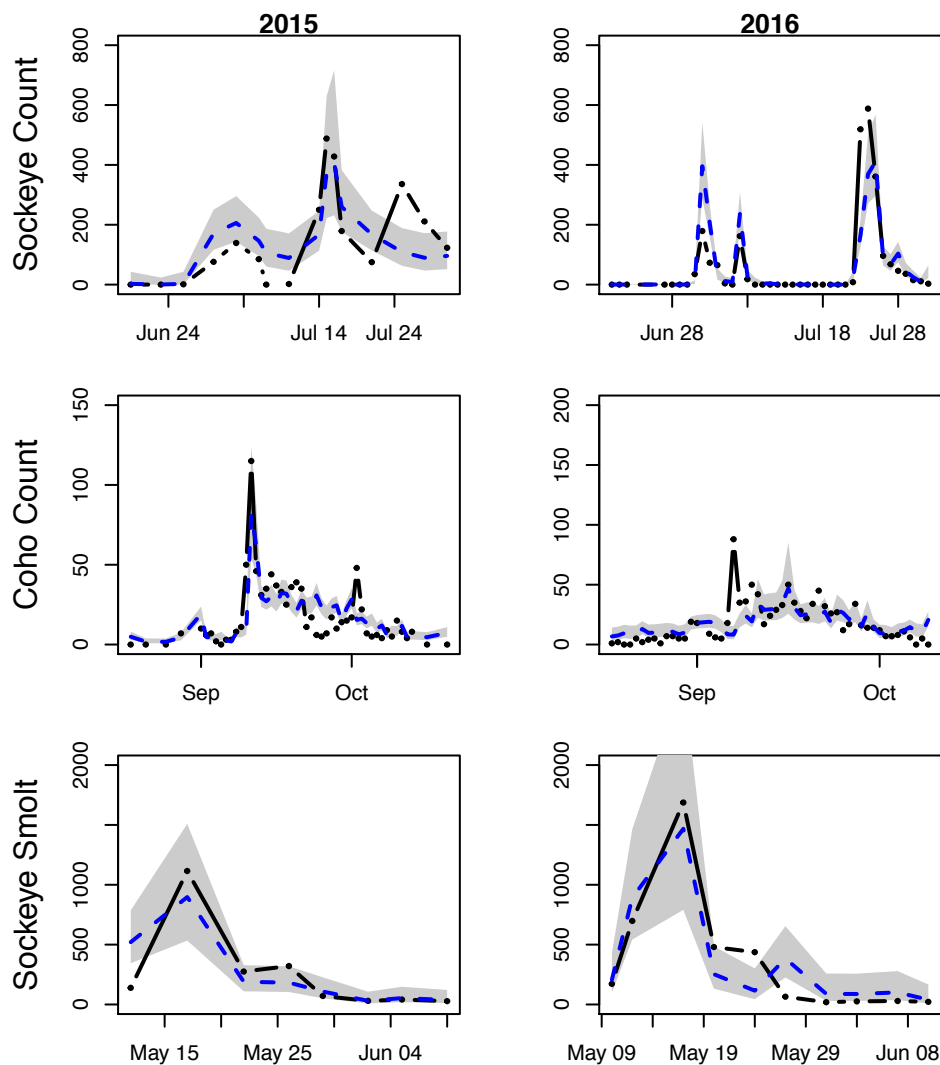 2015
2016
Sockeye Count
0
200
400
600
800
Jun 24
Jul 14
Jul 24
0
200
400
600
800
Jun 28
Jul 18
Jul 28
Coho Count
0
50
100
150
Sep
Oct
0
50
100
150
200
Sep
Oct
Sockeye Smolt
0
500
1000
2000
May 15
May 25
Jun 04
0
500
1000
2000
May 09
May 19
May 29
Jun 08